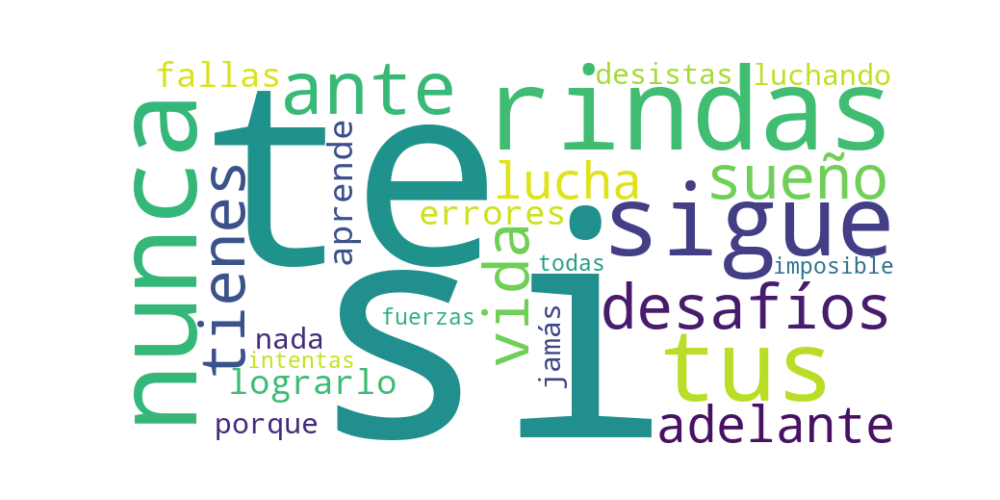 fallas
ante
desistas
luchando
rindas
nunca
te
aprende
tienes
lucha
sueño
errores
sigue
vida
todas
imposible
si
fuerzas
desafíos
nada
jamás
intentas
lograrlo
tus
porque
adelante